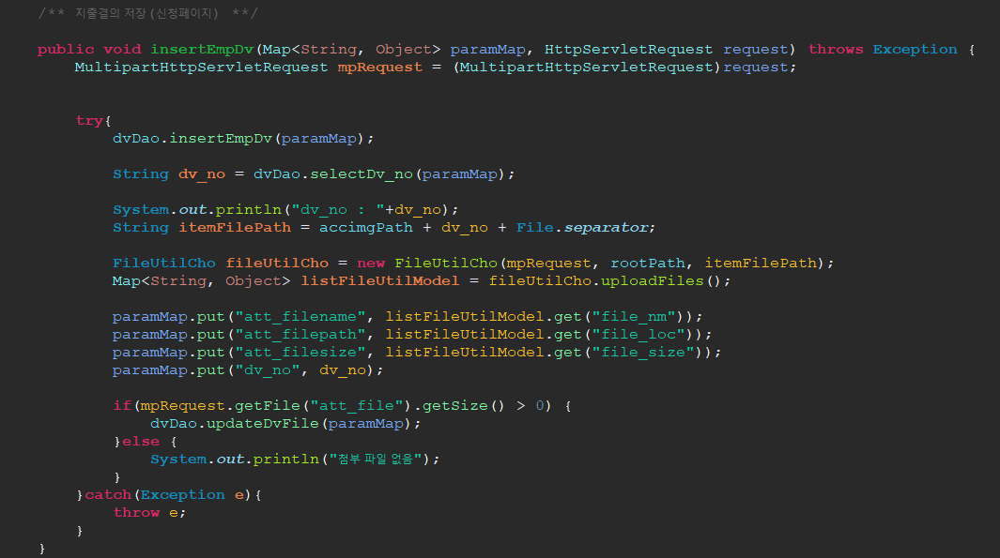 /** 지출결의 저장 (신청페이지) **/
public void insertEmpDv(Map<String, Object> paramMap, HttpServletRequest request) throws Exception {
MultipartHttpServletRequest mpRequest = (MultipartHttpServletRequest)request;
try{
dvDao.insertEmpDv(paramMap);
String dv_no = dvDao.selectDv_no(paramMap);
System.out.println("dv_no : "+dv_no);
String itemFilePath = accimgPath + dv_no + File.separator;
FileUtilCho fileUtilCho = new FileUtilCho(mpRequest, rootPath, itemFilePath);
Map<String, Object> listFileUtilModel = fileUtilCho.uploadFiles();
paramMap.put("att_filename", listFileUtilModel.get("file_nm"));
paramMap.put("att_filepath", listFileUtilModel.get("file_loc"));
paramMap.put("att_filesize", listFileUtilModel.get("file_size"));
paramMap.put("dv_no", dv_no);
if(mpRequest.getFile("att_file").getSize() > 0) {
dvDao.updateDvFile(paramMap);
}else {
System.out.println("첨부 파일 없음");
}
}catch(Exception e){
throw e;
}
}